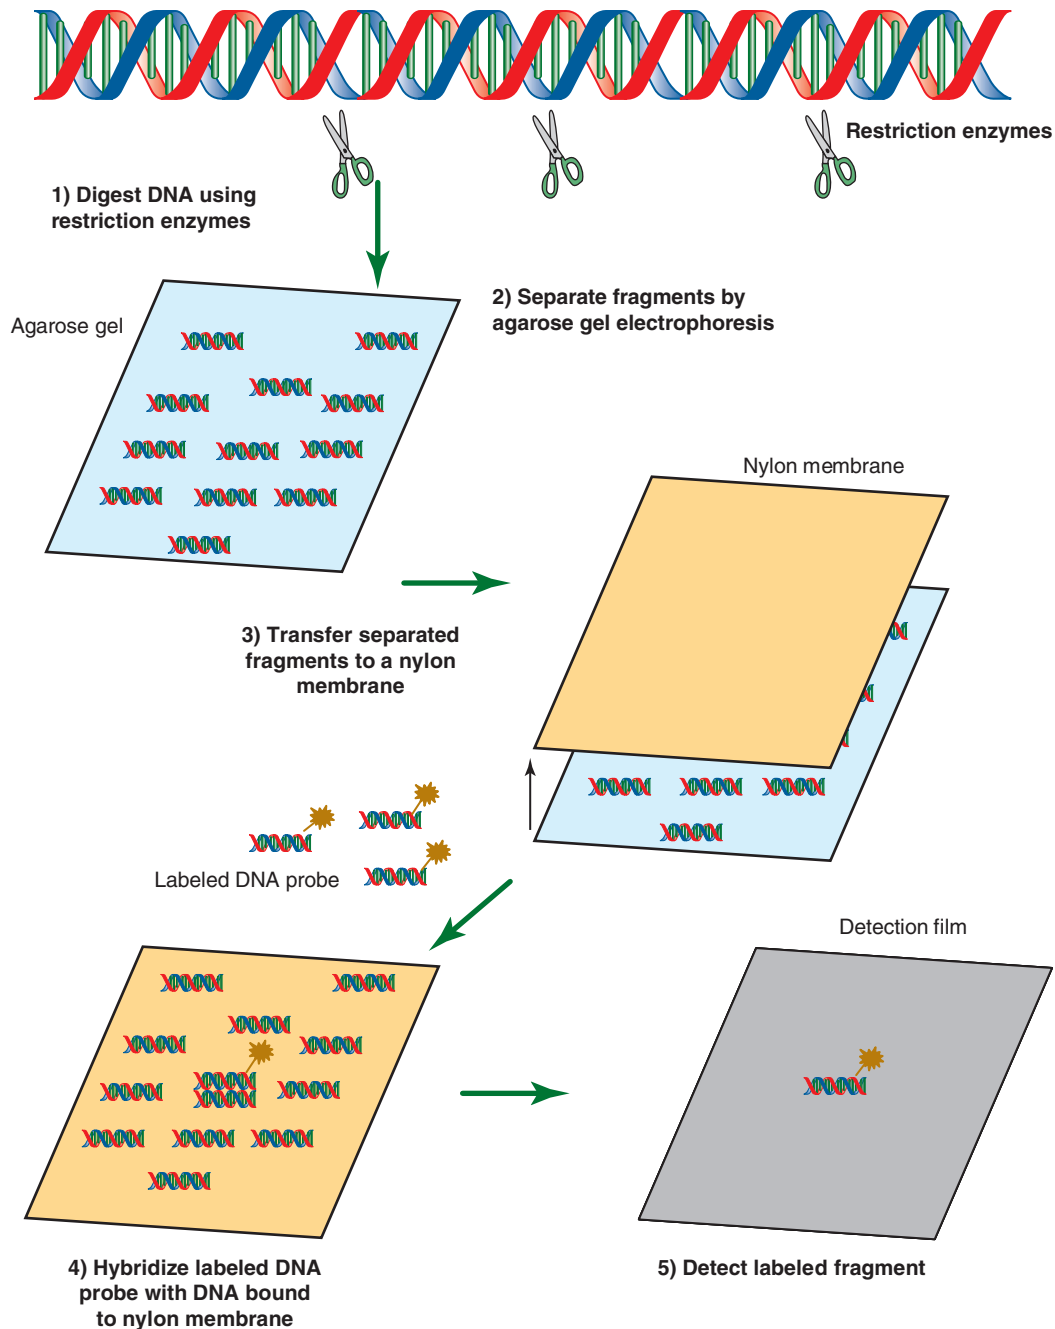 Restriction enzymes
1) Digest DNA using
restriction enzymes
Agarose gel
2) Separate fragments by
agarose gel electrophoresis
Nylon membrane
3) Transfer separated
fragments to a nylon
membrane
Labeled DNA probe
Detection film
4) Hybridize labeled DNA
probe with DNA bound
to nylon membrane
5) Detect labeled fragment